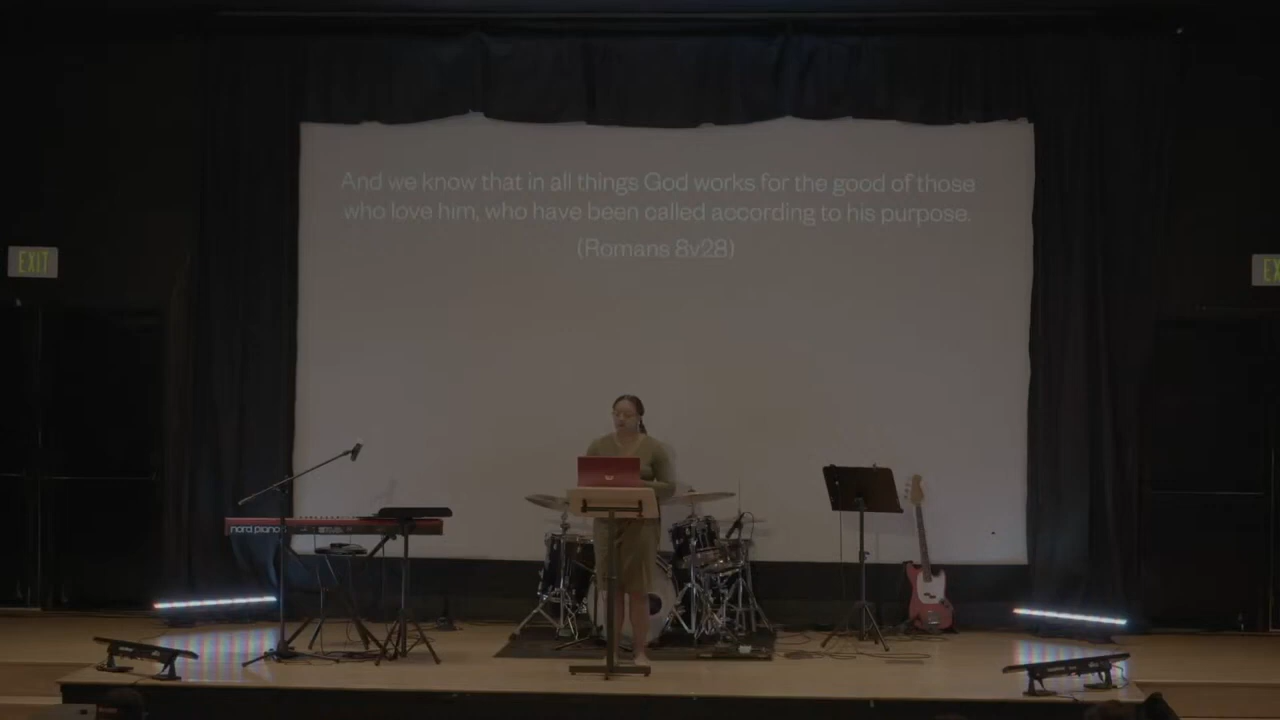 And we know that in all things God works for the good of those
who love him, who have been called according to his purpose.
(Romans 8v28)
EXIT
EX
nord piano